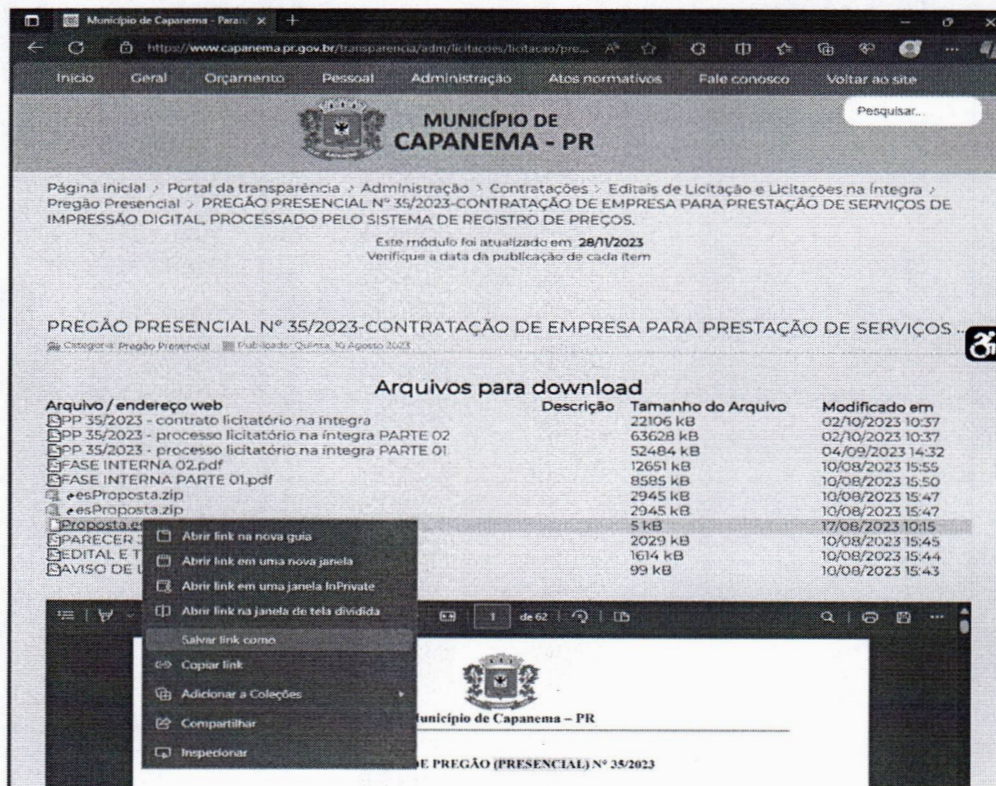 Município de Capanema - Paran
https://www.capanema.pr.gov.br/transparencia/adm/licitacoes/licitacao/pre...
Início Geral Orçamento Pessoal Administração Atos normativos Fale conosco Voltar ao site
Pesquisar...
MUNICÍPIO DE
CAPANEMA - PR
Página inicial > Portal da transparência > Administração > Contratações > Editais de Licitação e Licitações na íntegra >
Pregão Presencial > PREGÃO PRESENCIAL Nº 35/2023-CONTRATAÇÃO DE EMPRESA PARA PRESTAÇÃO DE SERVIÇOS DE
IMPRESSÃO DIGITAL, PROCESSADO PELO SISTEMA DE REGISTRO DE PREÇOS.
Este módulo foi atualizado em 28/11/2023
Verifique a data da publicação de cada item
PREGÃO PRESENCIAL Nº 35/2023-CONTRATAÇÃO DE EMPRESA PARA PRESTAÇÃO DE SERVIÇOS ...
Categoria: Pregão Presencial Publicado: Quinta, 10 Agosto 2023
Arquivos para download
Arquivo / endereço web Descrição Tamanho do Arquivo Modificado em
PP 35/2023 - contrato licitatório na íntegra 22106 kB 02/10/2023 10:37
PP 35/2023 - processo licitatório na íntegra PARTE 02 63628 kB 02/10/2023 10:37
PP 35/2023 - processo licitatório na íntegra PARTE 01 52484 kB 04/09/2023 14:32
FASE INTERNA 02.pdf 12651 kB 10/08/2023 15:55
FASE INTERNA PARTE 01.pdf 8585 kB 10/08/2023 15:50
esProposta.zip 2945 kB 10/08/2023 15:47
esProposta.zip 2945 kB 10/08/2023 15:47
Proposta.es 5 kB 17/08/2023 10:15
PARECER 2029 kB 10/08/2023 15:45
EDITAL E T 1614 kB 10/08/2023 15:44
AVISO DE L 99 kB 10/08/2023 15:43
Abrir link na nova guia
Abrir link em uma nova janela
Abrir link em uma janela InPrivate
Abrir link na janela de tela dividida
Salvar link como
Copiar link
Adicionar a Coleções
Compartilhar
Inspecionar
1 de 62
unicípio de Capanema – PR
E PREGÃO (PRESENCIAL) Nº 35/2023